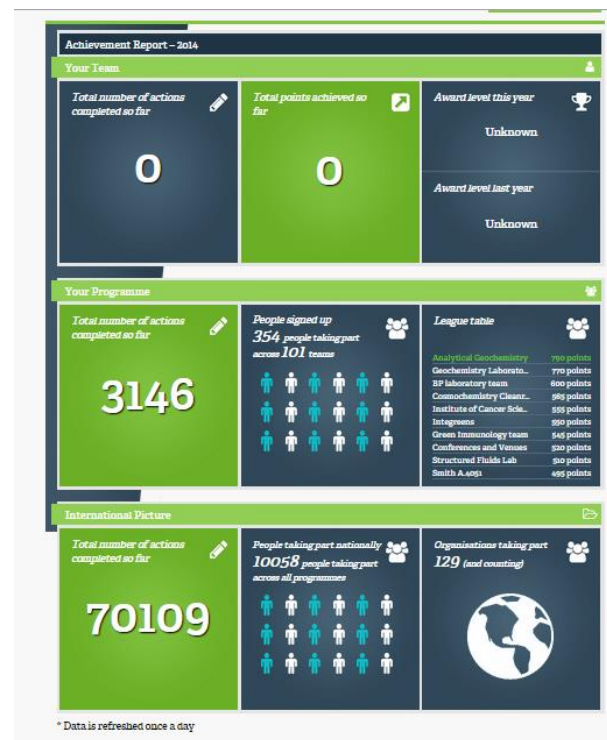 Achievement Report – 2014
Your Team
Total number of actions
completed so far
0
Total points achieved so
far
0
Award level this year
Unknown
Award level last year
Unknown
Your Programme
Total number of actions
completed so far
3146
People signed up
354 people taking part
across 101 teams
League table
Analytical Geochemistry 790 points
Geochemistry Laborato... 770 points
BP laboratory team 600 points
Cosmochemistry Cleanr... 565 points
Institute of Cancer Scie... 555 points
Integreens 550 points
Green Immunology team 545 points
Conferences and Venues 520 points
Structured Fluids Lab 510 points
Smith A.4051 495 points
International Picture
Total number of actions
completed so far
70109
People taking part nationally
10058 people taking part
across all programmes
Organisations taking part
129 (and counting)
* Data is refreshed once a day